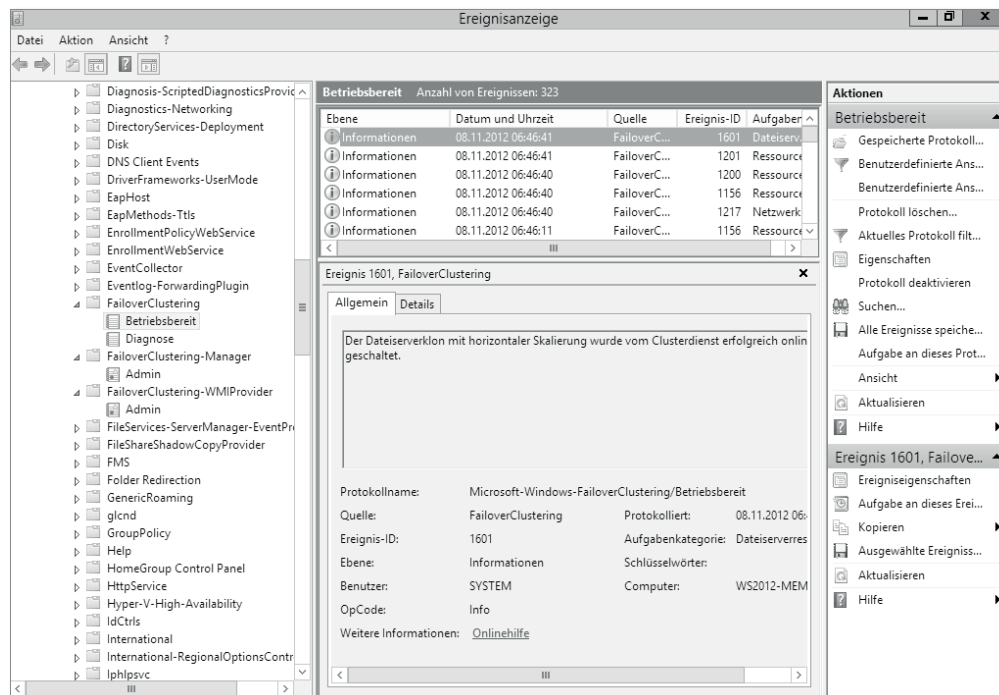 Ereignisanzeige
Datei Aktion Ansicht ?
Diagnosis-ScriptedDiagnosticsProvic
Diagnostics-Networking
DirectoryServices-Deployment
Disk
DNS Client Events
DriverFrameworks-UserMode
EapHost
EapMethods-Ttls
EnrollmentPolicyWebService
EnrollmentWebService
EventCollector
Eventlog-ForwardingPlugin
FailoverClustering
Betriebsbereit
Diagnose
FailoverClustering-Manager
Admin
FailoverClustering-WMIProvider
Admin
FileServices-ServerManager-EventPr
FileShareShadowCopyProvider
FMS
Folder Redirection
GenericRoaming
glcnd
GroupPolicy
Help
HomeGroup Control Panel
HttpService
Hyper-V-High-Availability
IdCtrls
International
International-RegionalOptionsContr
Iphlpsvc
Betriebsbereit Anzahl von Ereignissen: 323
Ebene Datum und Uhrzeit Quelle Ereignis-ID Aufgaben
Informationen 08.11.2012 06:46:41 FailoverC... 1601 Dateiserv.
Informationen 08.11.2012 06:46:41 FailoverC... 1201 Ressource
Informationen 08.11.2012 06:46:40 FailoverC... 1200 Ressource
Informationen 08.11.2012 06:46:40 FailoverC... 1156 Ressource
Informationen 08.11.2012 06:46:40 FailoverC... 1217 Netzwerk
Informationen 08.11.2012 06:46:11 FailoverC... 1156 Ressource
Ereignis 1601, FailoverClustering
Allgemein Details
Der Dateiserverklon mit horizontaler Skalierung wurde vom Clusterdienst erfolgreich onlin
geschaltet.
Protokollname: Microsoft-Windows-FailoverClustering/Betriebsbereit
Quelle: FailoverClustering Protokolliert: 08.11.2012 06:
Ereignis-ID: 1601 Aufgabenkategorie: Dateiserverres
Ebene: Informationen Schlüsselwörter:
Benutzer: SYSTEM Computer: WS2012-MEM
OpCode: Info
Weitere Informationen: Onlinehilfe
Aktionen
Betriebsbereit
Gespeicherte Protokoll...
Benutzerdefinierte Ans...
Benutzerdefinierte Ans...
Protokoll löschen...
Aktuelles Protokoll filt...
Eigenschaften
Protokoll deaktivieren
Suchen...
Alle Ereignisse speiche...
Aufgabe an dieses Prot...
Ansicht
Aktualisieren
Hilfe
Ereignis 1601, Failove...
Ereigniseigenschaften
Aufgabe an dieses Erei...
Kopieren
Ausgewählte Ereigniss...
Aktualisieren
Hilfe